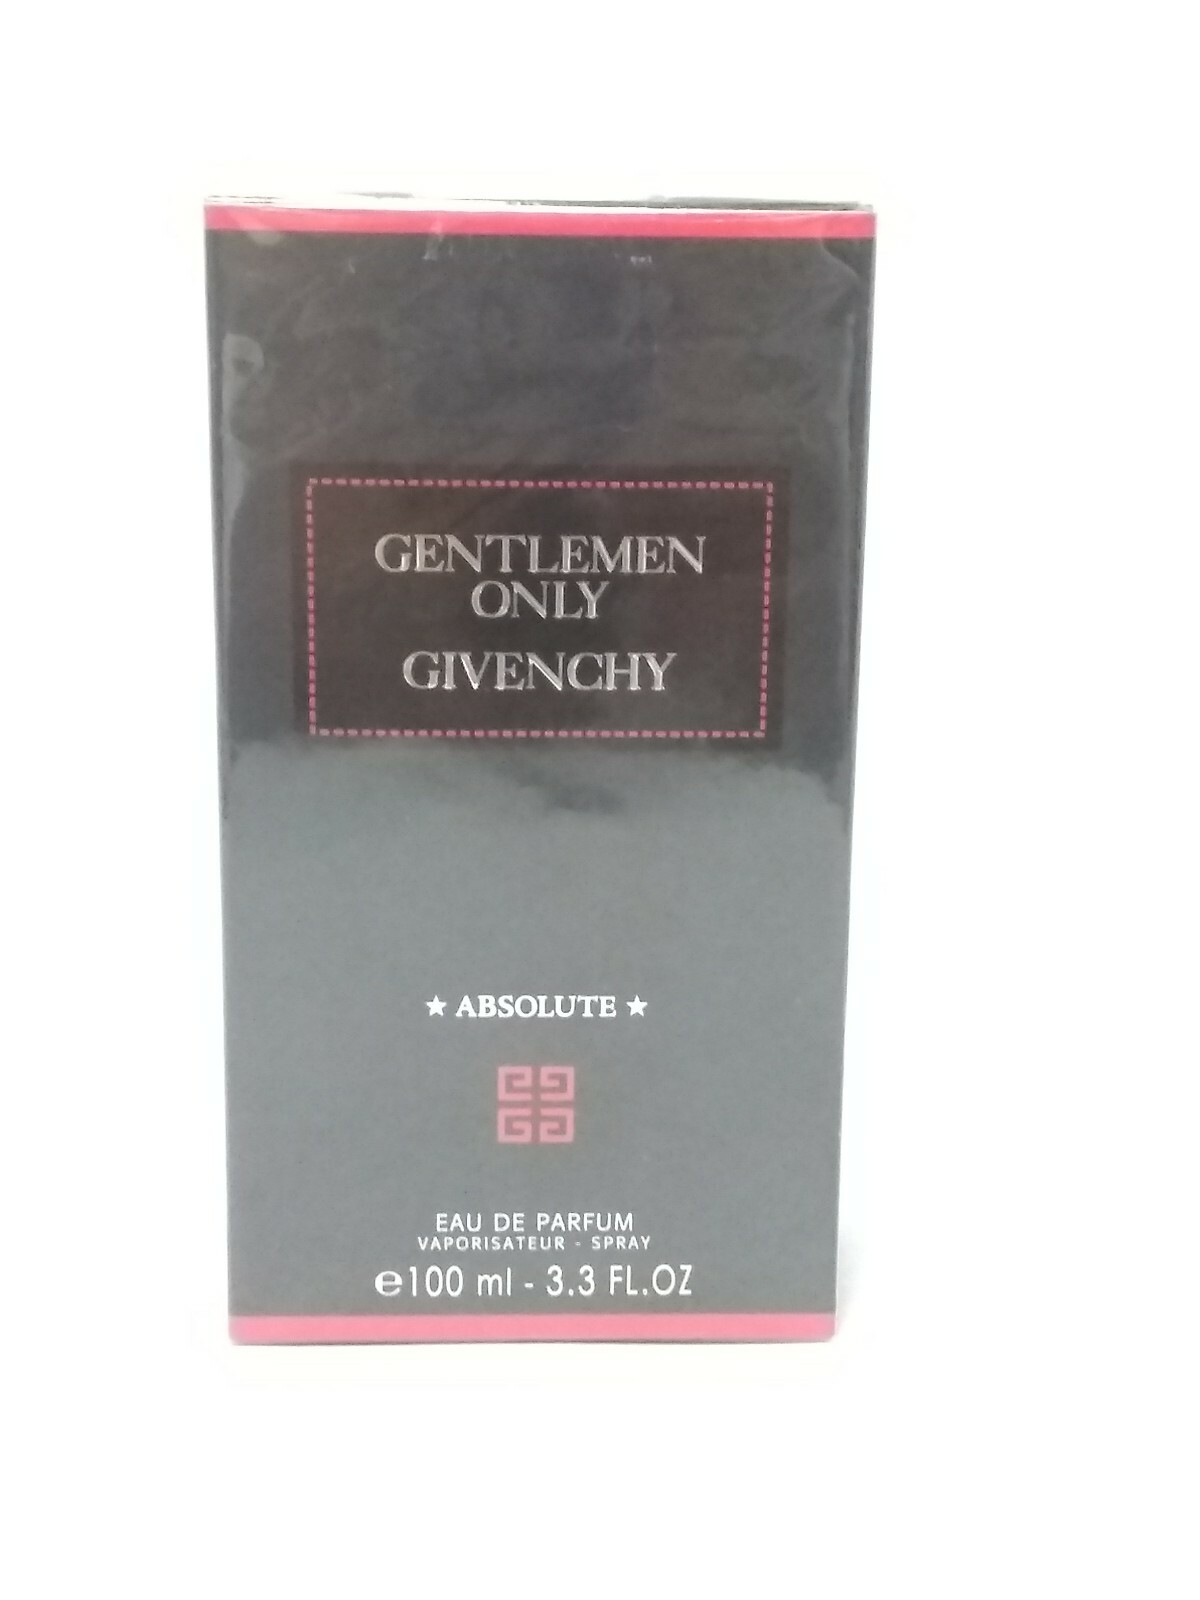 GENTLEMEN
ONLY
GIVENCHY
★ ABSOLUTE ★
EAU DE PARFUM
VAPORISATEUR - SPRAY
℮100 ml - 3.3 FL.OZ